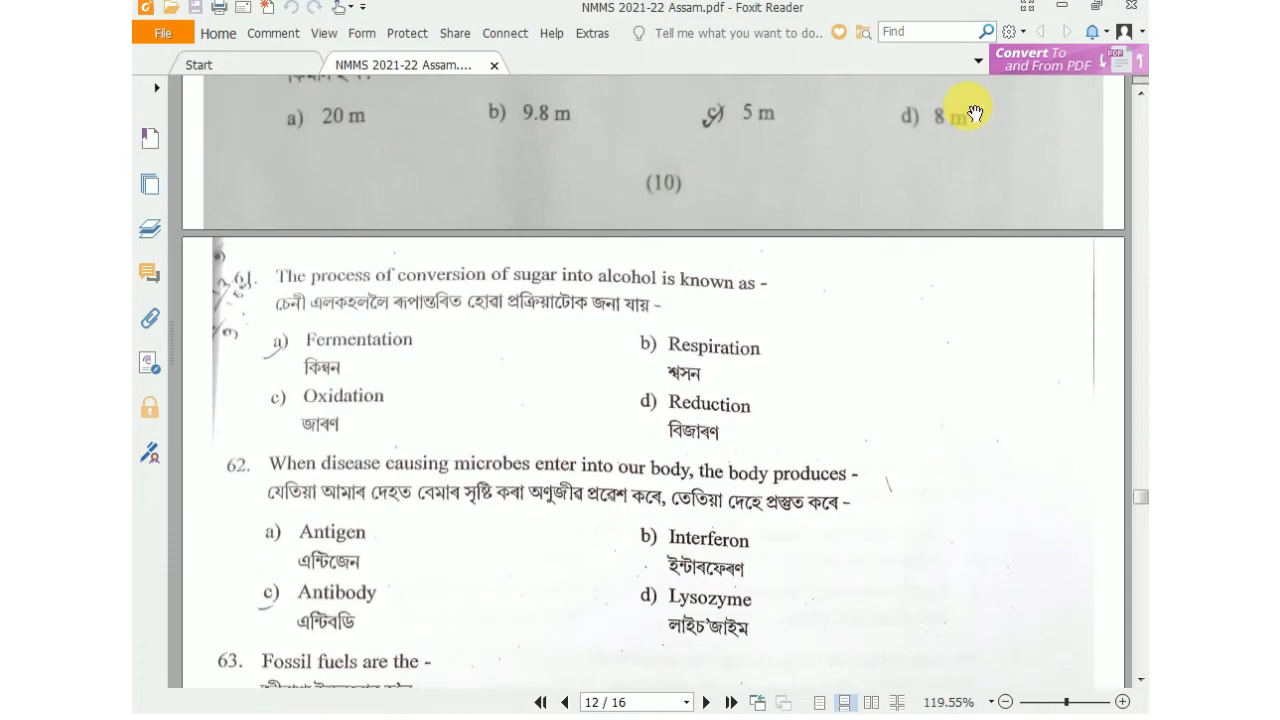 NMMS 2021-22 Assam.pdf - Foxit Reader
File Home Comment View Form Protect Share Connect Help Extras Tell me what you want to do.. Find
Start NMMS 2021-22 Assam....
Convert To
and From PDF
a) 20 m b) 9.8 m c) 5 m d) 8 m
(10)
61. The process of conversion of sugar into alcohol is known as -
চেনী এলকহললৈ ৰূপান্তৰিত হোৱা প্ৰক্ৰিয়াটোক জনা যায় -
a) Fermentation b) Respiration
কিন্বন শ্বসন
c) Oxidation d) Reduction
জাৰণ বিজাৰণ
62. When disease causing microbes enter into our body, the body produces -
যেতিয়া আমাৰ দেহত বেমাৰ সৃষ্টি কৰা অণুজীৱ প্ৰৱেশ কৰে, তেতিয়া দেহে প্ৰস্তুত কৰে -
a) Antigen b) Interferon
এন্টিজেন ইন্টাৰফেৰণ
c) Antibody d) Lysozyme
এন্টিবডি লাইচ'জাইম
63. Fossil fuels are the -
12 / 16 119.55%